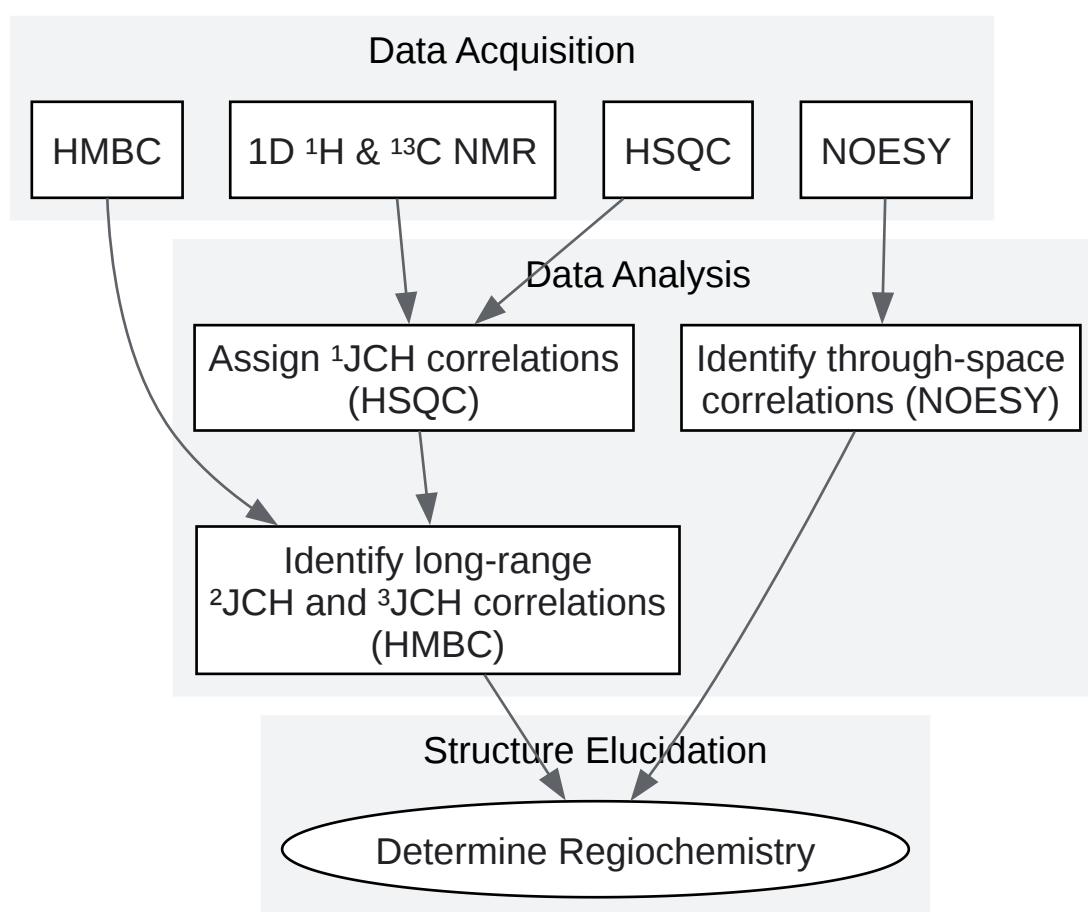 Data Acquisition
HMBC
1D ¹H & ¹³C NMR
HSQC
NOESY
Data Analysis
Assign ¹JCH correlations
(HSQC)
Identify through-space
correlations (NOESY)
Identify long-range
²JCH and ³JCH correlations
(HMBC)
Structure Elucidation
Determine Regiochemistry